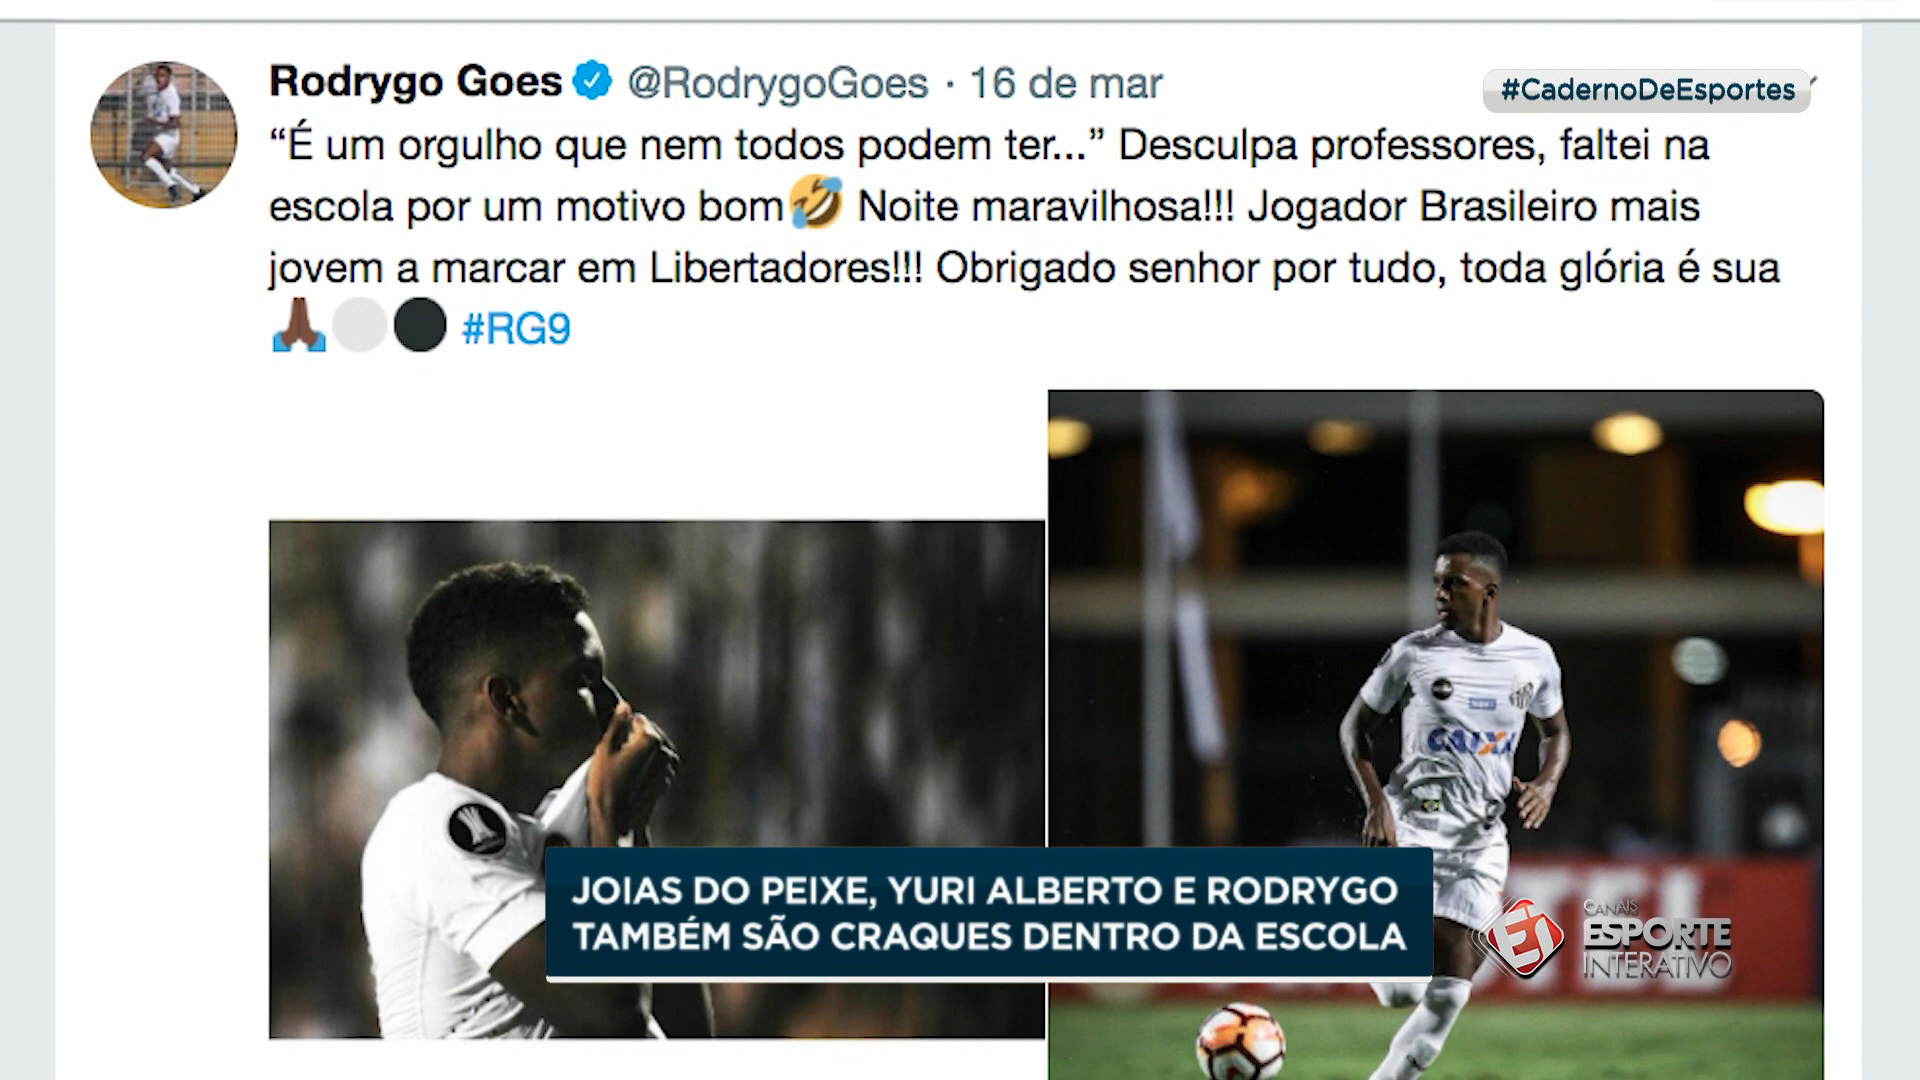 Rodrygo Goes @RodrygoGoes · 16 de mar
#CadernoDeEsportes
“É um orgulho que nem todos podem ter...” Desculpa professores, faltei na
escola por um motivo bom🤣 Noite maravilhosa!!! Jogador Brasileiro mais
jovem a marcar em Libertadores!!! Obrigado senhor por tudo, toda glória é sua
🙏🏿⚪⚫ #RG9
CAIXA
JOIAS DO PEIXE, YURI ALBERTO E RODRYGO
TAMBÉM SÃO CRAQUES DENTRO DA ESCOLA
EI
CANAIS
ESPORTE
INTERATIVO